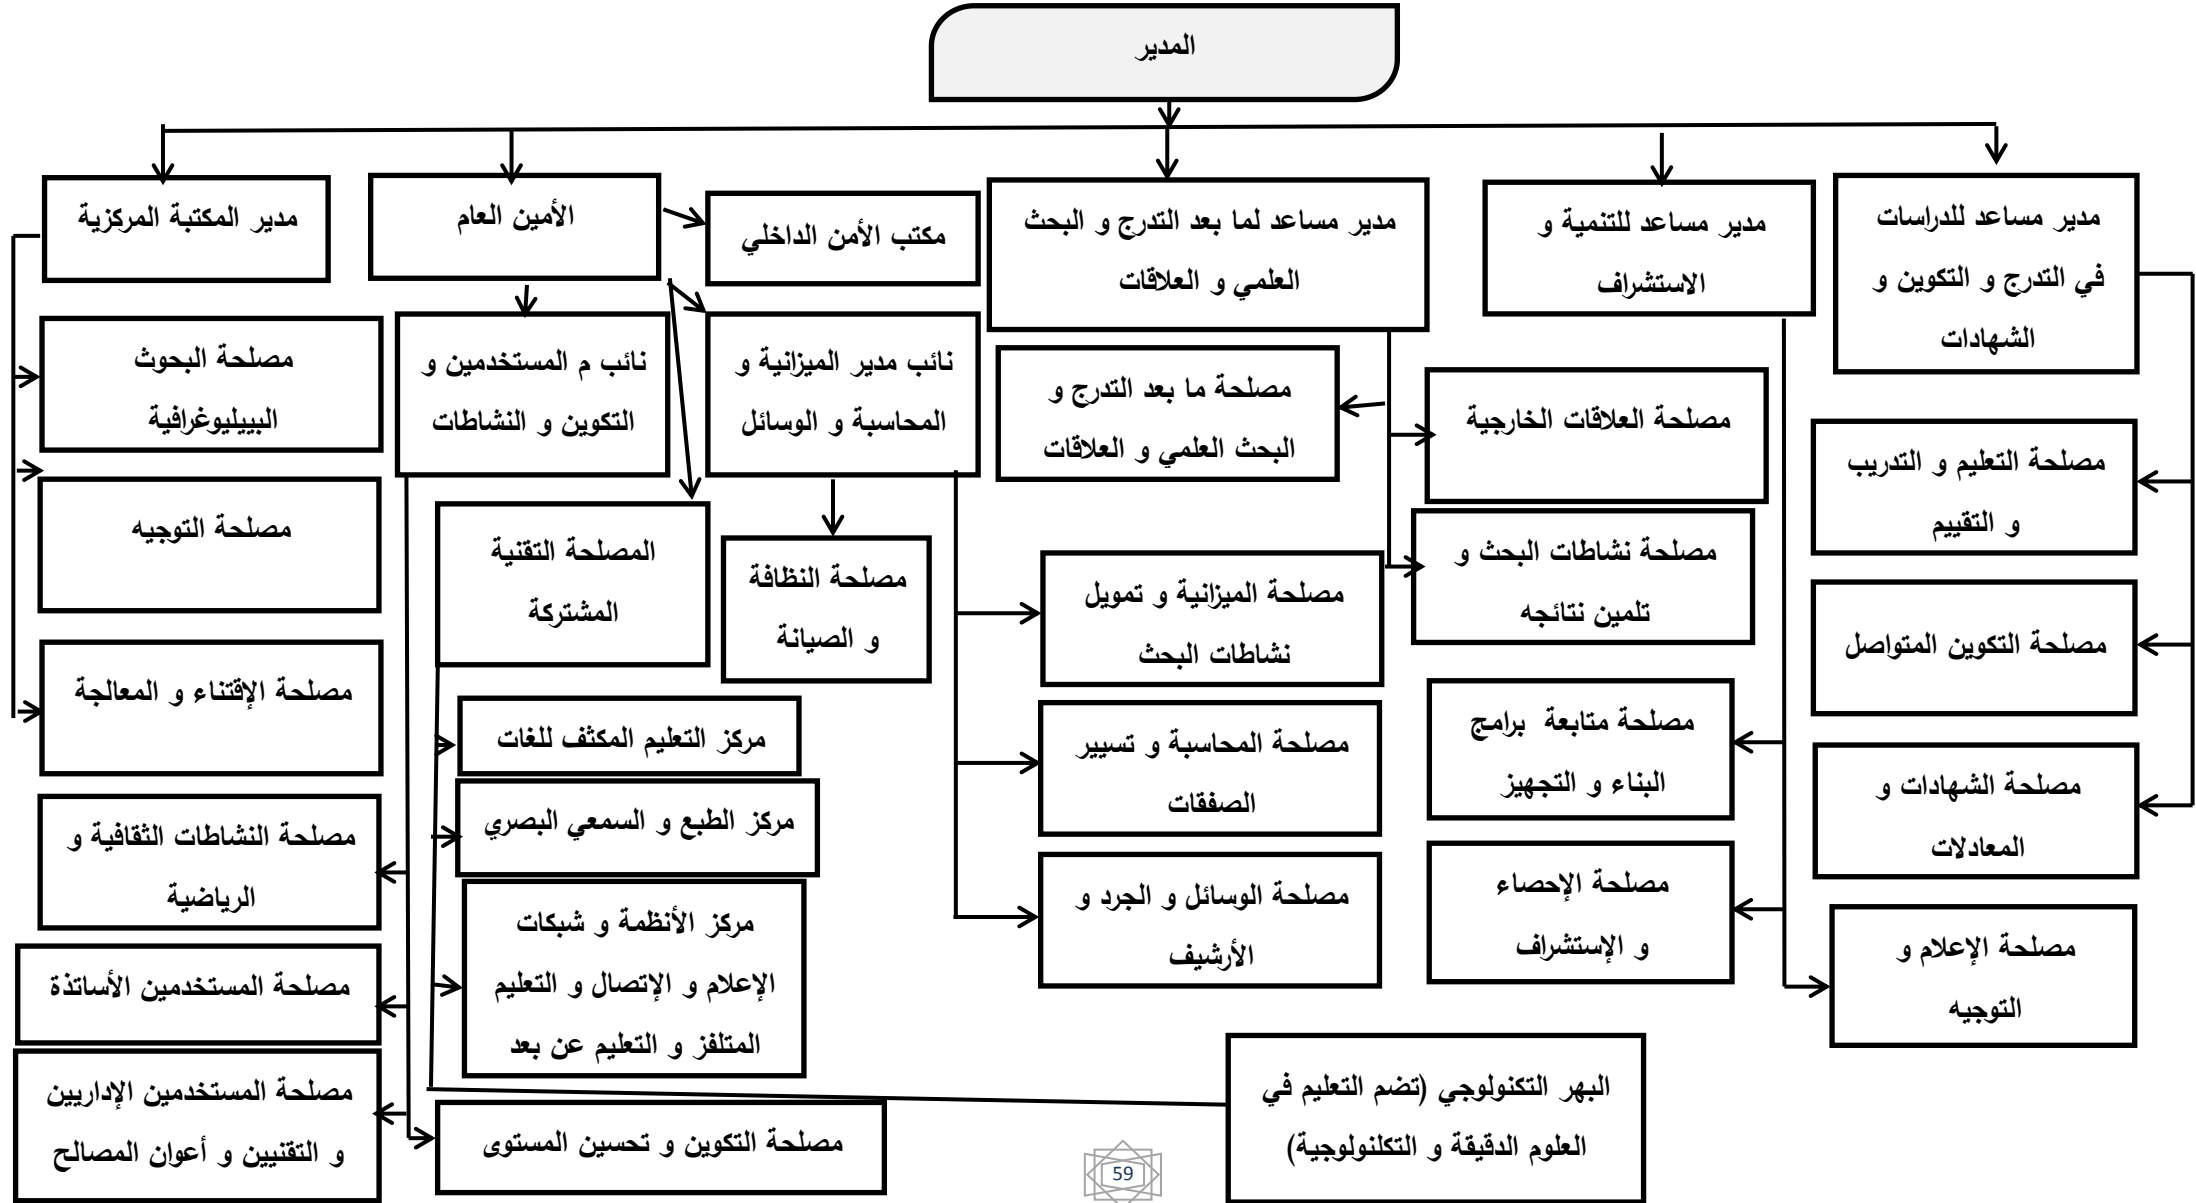 المدير
مدير مساعد للدراسات
في التدرج و التكوين و
الشهادات
مدير مساعد للتنمية و
الاستشراف
مدير مساعد لما بعد التدرج و البحث
العلمي و العلاقات
مكتب الأمن الداخلي
الأمين العام
مدير المكتبة المركزية
مصلحة التعليم و التدريب
و التقييم
مصلحة التكوين المتواصل
مصلحة الشهادات و
المعادلات
مصلحة الإعلام و
التوجيه
مصلحة العلاقات الخارجية
مصلحة نشاطات البحث و
تلمين نتائجه
مصلحة متابعة برامج
البناء و التجهيز
مصلحة الإحصاء
و الإستشراف
مصلحة ما بعد التدرج و
البحث العلمي و العلاقات
مصلحة الميزانية و تمويل
نشاطات البحث
مصلحة المحاسبة و تسيير
الصفقات
مصلحة الوسائل و الجرد و
الأرشيف
البهر التكنولوجي (تضم التعليم في
العلوم الدقيقة و التكلنولوجية)
نائب مدير الميزانية و
المحاسبة و الوسائل
مصلحة النظافة
و الصيانة
نائب م المستخدمين و
التكوين و النشاطات
المصلحة التقنية
المشتركة
مركز التعليم المكثف للغات
مركز الطبع و السمعي البصري
مركز الأنظمة و شبكات
الإعلام و الإتصال و التعليم
المتلفز و التعليم عن بعد
مصلحة التكوين و تحسين المستوى
مصلحة البحوث
البيبليوغرافية
مصلحة التوجيه
مصلحة الإقتناء و المعالجة
مصلحة النشاطات الثقافية و
الرياضية
مصلحة المستخدمين الأساتذة
مصلحة المستخدمين الإداريين
و التقنيين و أعوان المصالح
59